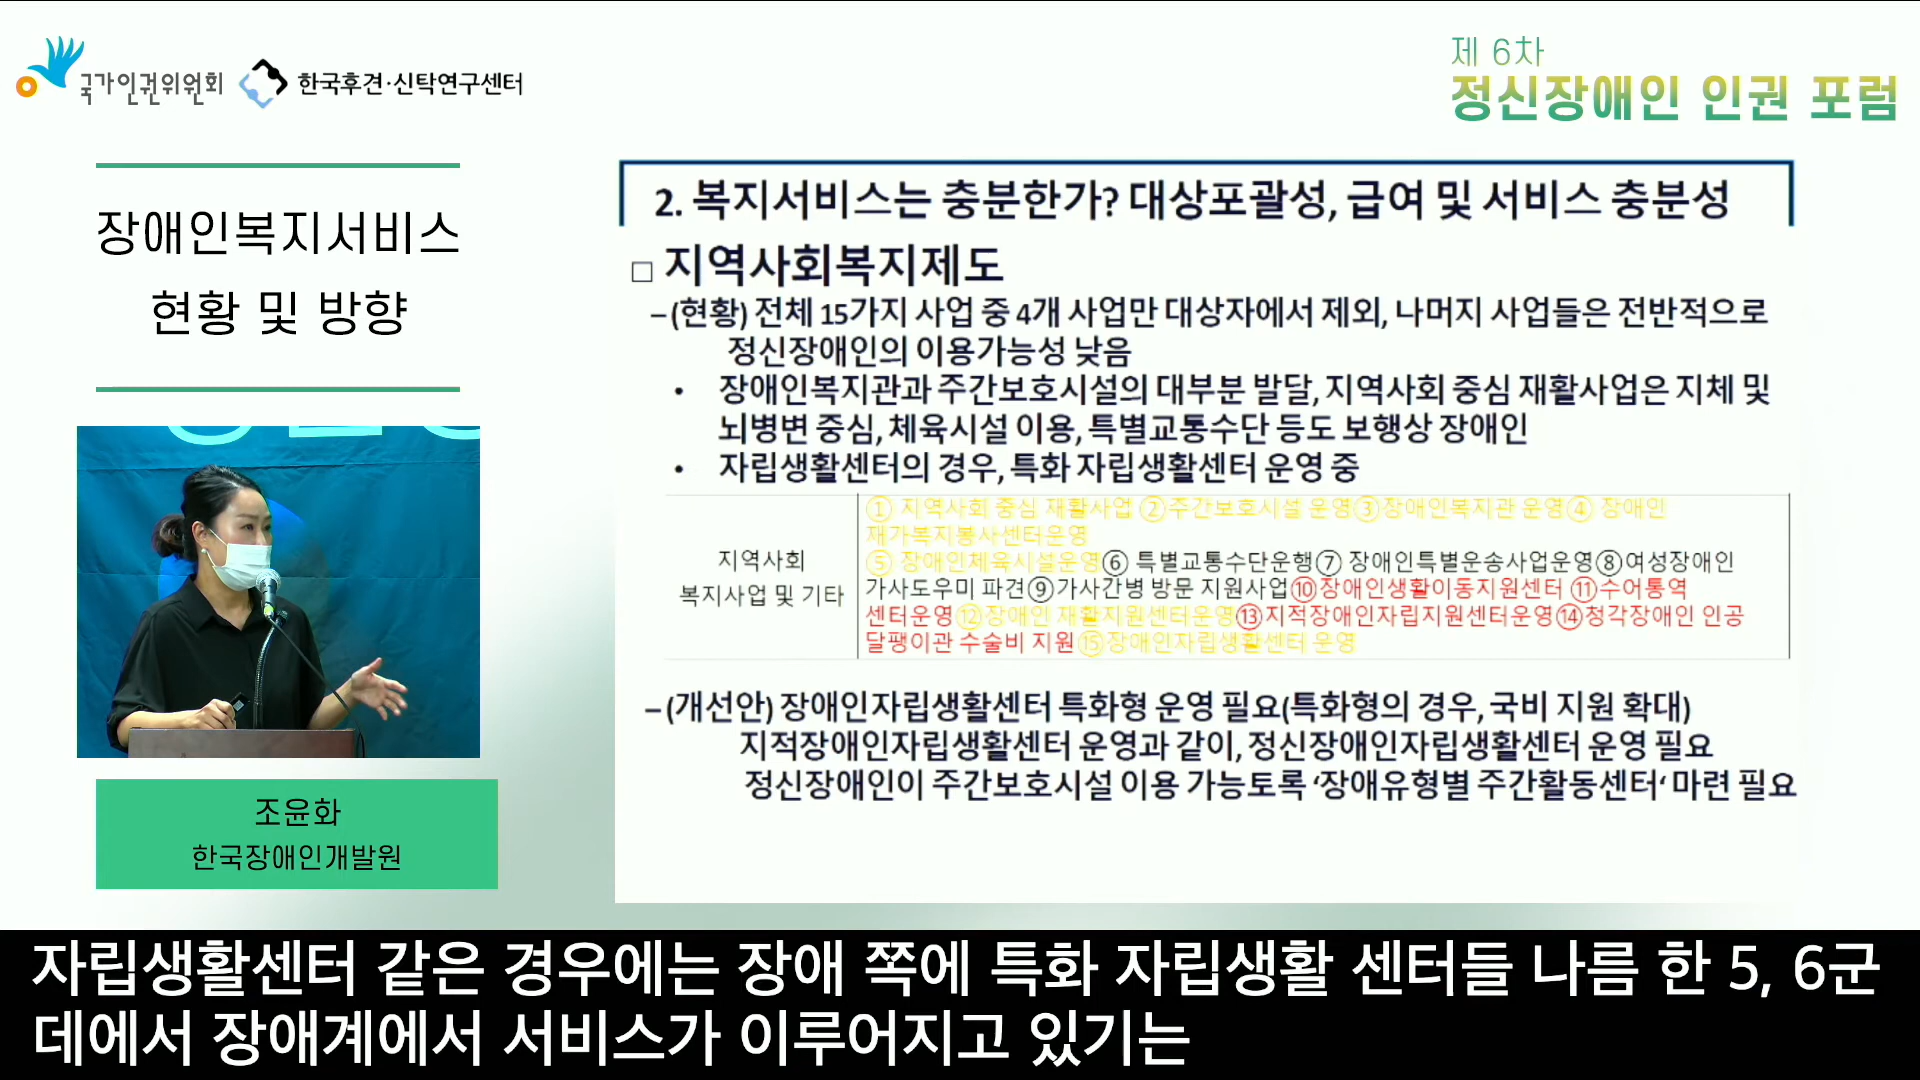 국가인권위원회
한국후견·신탁연구센터
제 6차
정신장애인 인권 포럼
장애인복지서비스
현황 및 방향
2. 복지서비스는 충분한가? 대상포괄성, 급여 및 서비스 충분성
□ 지역사회복지제도
– (현황) 전체 15가지 사업 중 4개 사업만 대상자에서 제외, 나머지 사업들은 전반적으로
정신장애인의 이용가능성 낮음
• 장애인복지관과 주간보호시설의 대부분 발달, 지역사회 중심 재활사업은 지체 및
뇌병변 중심, 체육시설 이용, 특별교통수단 등도 보행상 장애인
• 자립생활센터의 경우, 특화 자립생활센터 운영 중
지역사회
복지사업 및 기타
① 지역사회 중심 재활사업 ②주간보호시설 운영③장애인복지관 운영④ 장애인
재가복지봉사센터운영
⑤ 장애인체육시설운영⑥ 특별교통수단운행⑦ 장애인특별운송사업운영⑧여성장애인
가사도우미 파견⑨가사간병 방문 지원사업⑩장애인생활이동지원센터 ⑪수어통역
센터운영⑫장애인 재활지원센터운영⑬지적장애인자립지원센터운영⑭청각장애인 인공
달팽이관 수술비 지원⑮장애인자립생활센터 운영
– (개선안) 장애인자립생활센터 특화형 운영 필요(특화형의 경우, 국비 지원 확대)
지적장애인자립생활센터 운영과 같이, 정신장애인자립생활센터 운영 필요
정신장애인이 주간보호시설 이용 가능토록 ‘장애유형별 주간활동센터‘ 마련 필요
조윤화
한국장애인개발원
자립생활센터 같은 경우에는 장애 쪽에 특화 자립생활 센터들 나름 한 5, 6군
데에서 장애계에서 서비스가 이루어지고 있기는